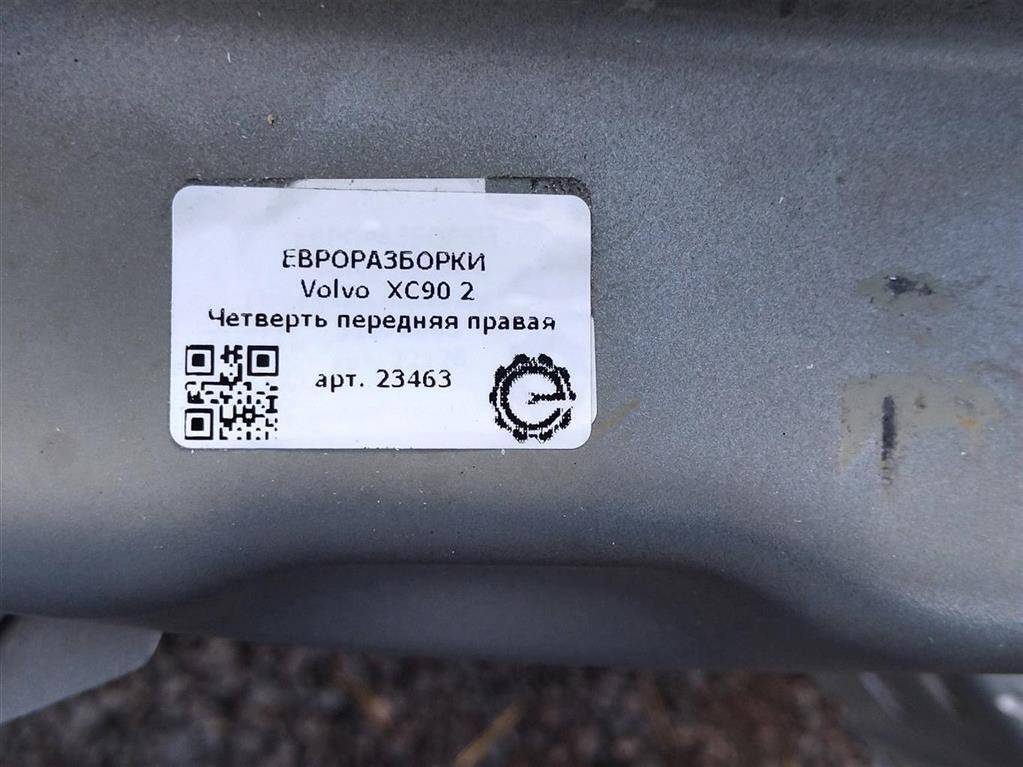 ЕВРОРАЗБОРКИ
Volvo XC90 2
Четверть передняя правая
арт. 23463